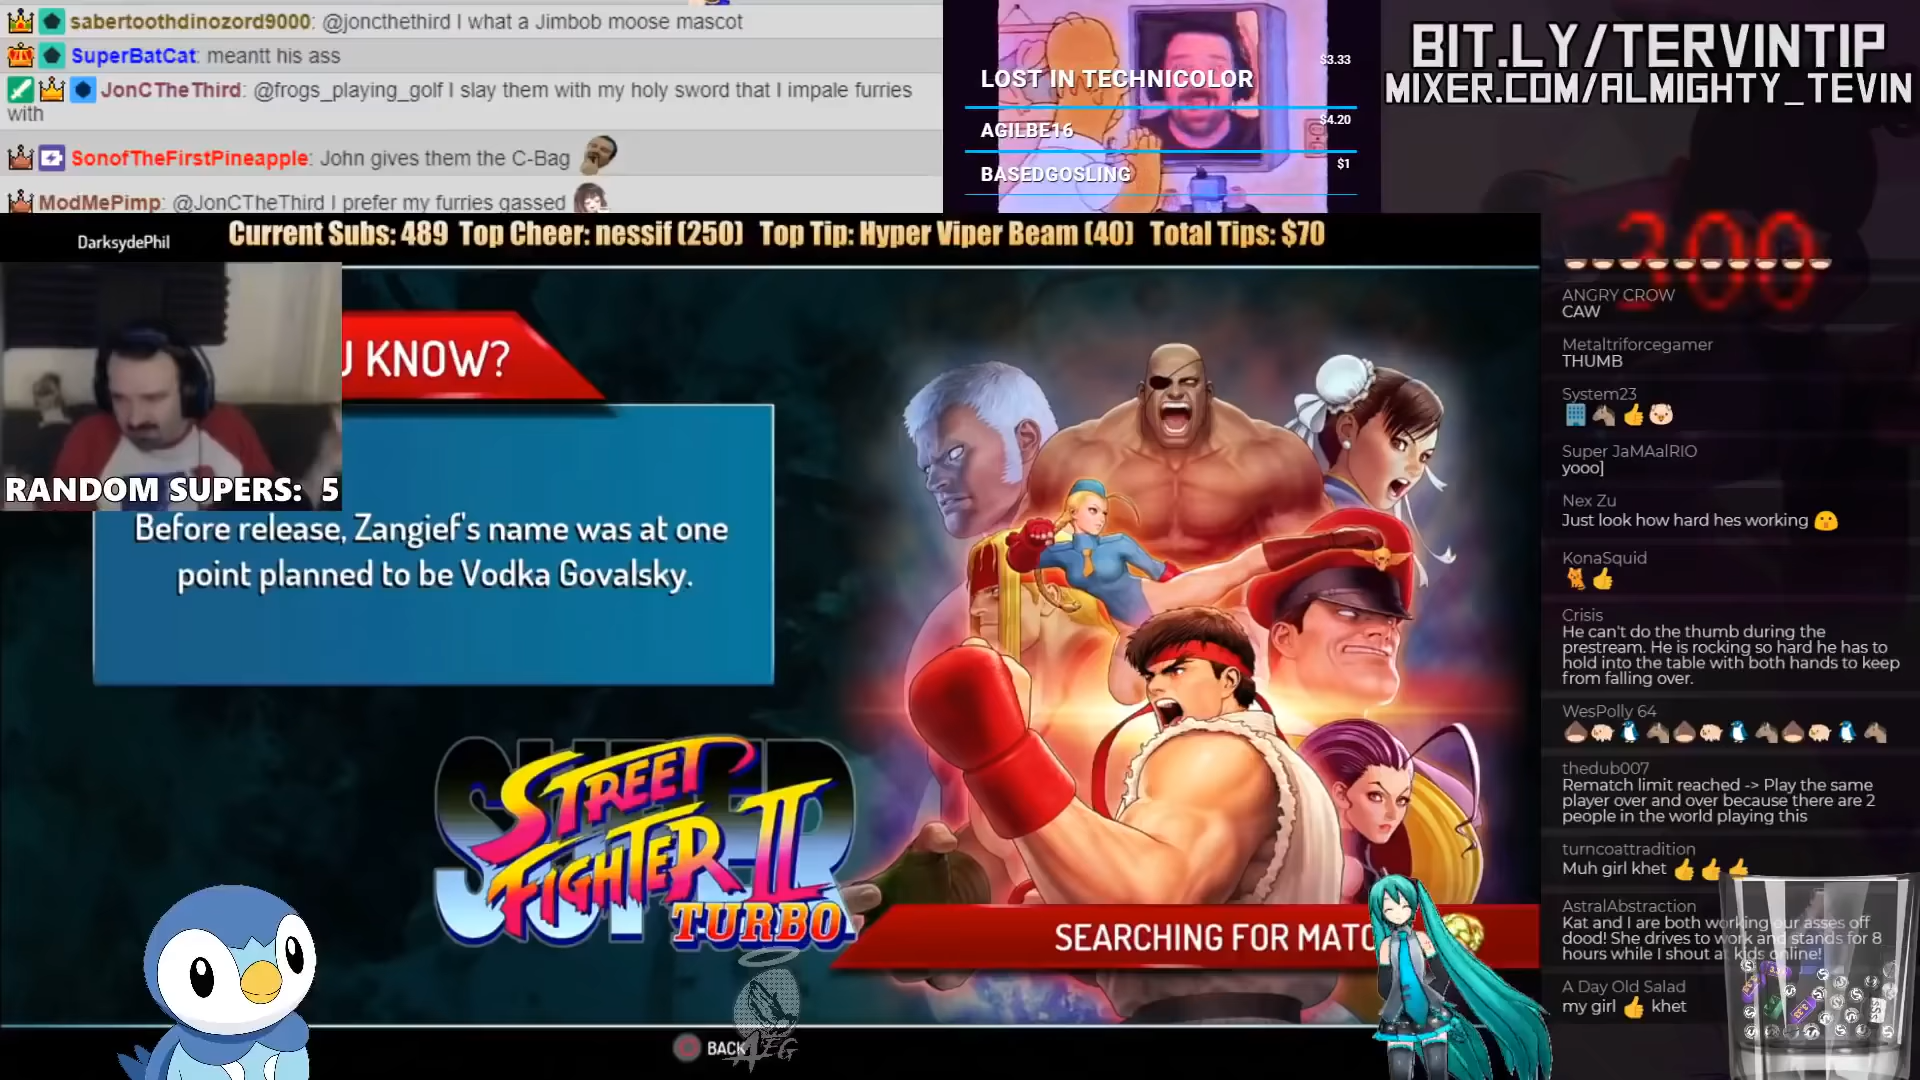 sabertoothdinozord9000: @joncthethird I what a Jimbob moose mascot
SuperBatCat: meantt his ass
JonCTheThird: @frogs_playing_golf I slay them with my holy sword that I impale furries
with
SonofTheFirstPineapple: John gives them the C-Bag
ModMePimp: @JonCTheThird I prefer my furries gassed
$3.33
LOST IN TECHNICOLOR
$4.20
AGILBE16
$1
BASEDGOSLING
BIT.LY/TERVINTIP
MIXER.COM/ALMIGHTY_TEVIN
DarksydePhil
Current Subs: 489 Top Cheer: nessif (250) Top Tip: Hyper Viper Beam (40) Total Tips: $70
U KNOW?
RANDOM SUPERS: 5
Before release, Zangief's name was at one
point planned to be Vodka Govalsky.
SUPER
STREET
FIGHTER II
TURBO
SEARCHING FOR MATC
BACK
AFG
ANGRY CROW
CAW
Metaltriforcegamer
THUMB
System23
Super JaMAalRIO
yooo]
Nex Zu
Just look how hard hes working
KonaSquid
Crisis
He can't do the thumb during the
prestream. He is rocking so hard he has to
hold into the table with both hands to keep
from falling over.
WesPolly 64
thedub007
Rematch limit reached -> Play the same
player over and over because there are 2
people in the world playing this
turncoattradition
Muh girl khet
AstralAbstraction
Kat and I are both working our asses off
dood! She drives to work and stands for 8
hours while I shout at kids online!
A Day Old Salad
my girl khet